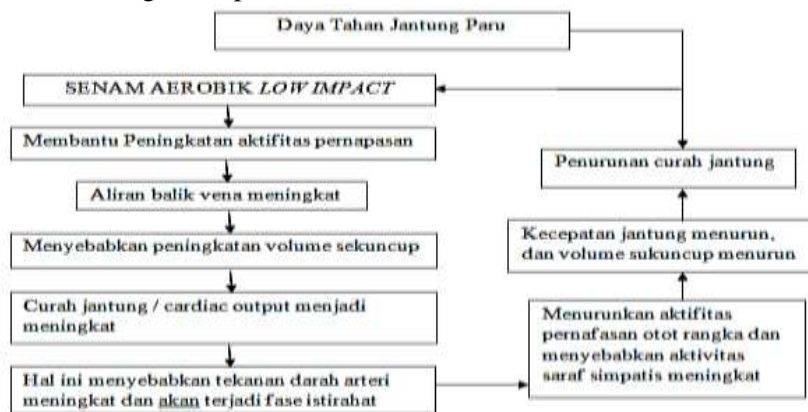 Daya Tahan Jantung Paru
SENAM AEROBIK LOW IMPACT
Membantu Peningkatan aktifitas pernapasan
Aliran balik vena meningkat
Menyebabkan peningkatan volume sekuncup
Curah jantung / cardiac output menjadi
meningkat
Hal ini menyebabkan tekanan darah arteri
meningkat dan akan terjadi fase istirahat
Menurunkan aktifitas
pernafasan otot rangka dan
menyebabkan aktivitas
saraf simpatis meningkat
Kecepatan jantung menurun,
dan volume sukuncup menurun
Penurunan curah jantung